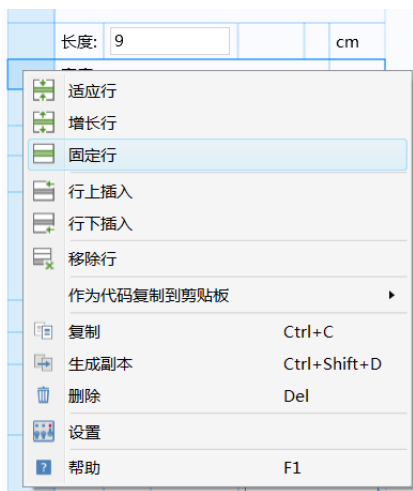 长度: 9 cm
适应行
增长行
固定行
行上插入
行下插入
移除行
作为代码复制到剪贴板
复制 Ctrl+C
生成副本 Ctrl+Shift+D
删除 Del
设置
帮助 F1